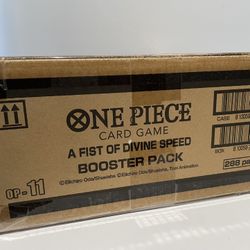 ONE PIECE
CARD GAME
A FIST OF DIVINE SPEED
BOOSTER PACK
©Eiichiro Oda/Shueisha ©Eiichiro Oda/Shueisha, Toei Animation
OP-11
CASE
BOX
288